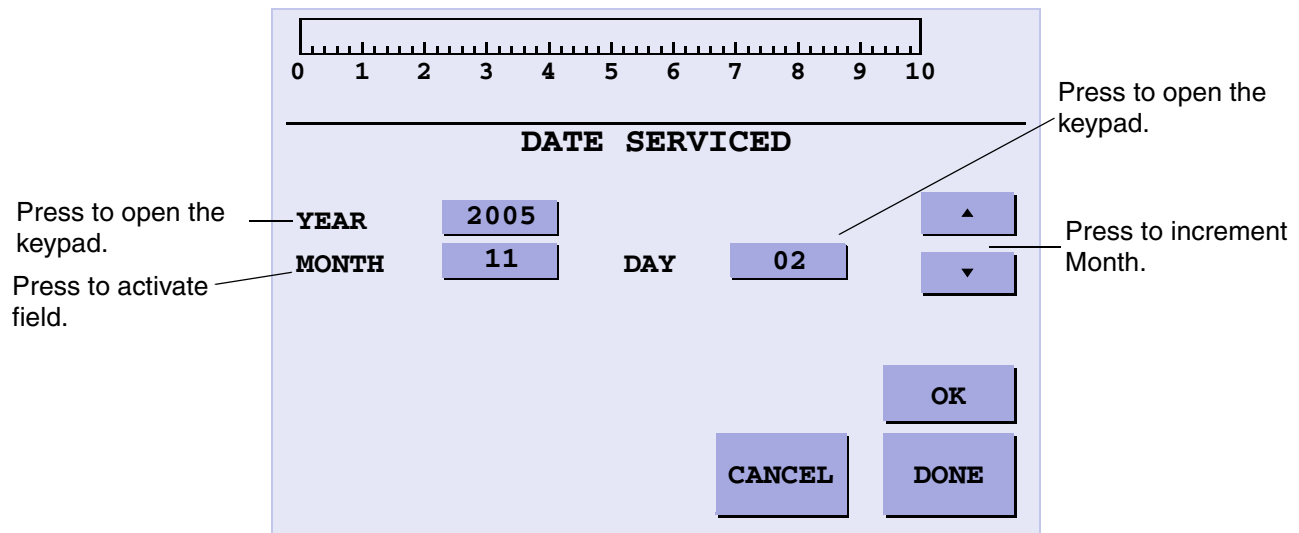 0 1 2 3 4 5 6 7 8 9 10
Press to open the
keypad.
DATE SERVICED
Press to open the
keypad.
YEAR 2005
Press to increment
Month.
MONTH 11 DAY 02
Press to activate
field.
OK
CANCEL DONE